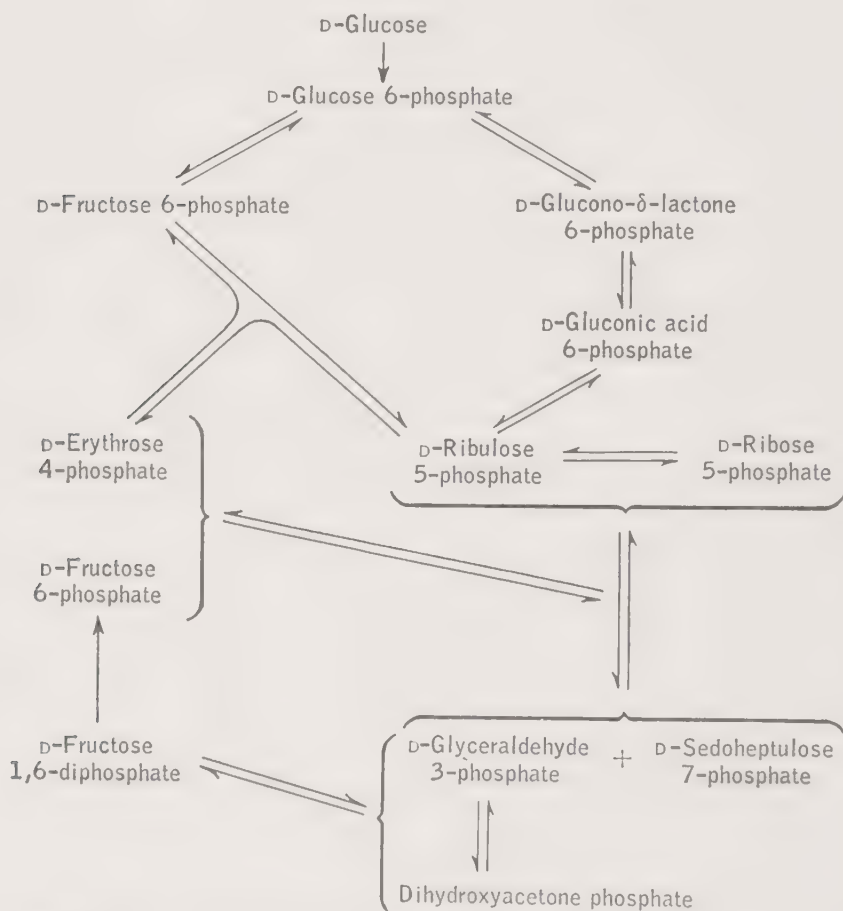 D-Glucose
D-Glucose 6-phosphate
D-Fructose 6-phosphate
D-Glucono-δ-lactone
6-phosphate
D-Gluconic acid
6-phosphate
D-Erythrose
4-phosphate
D-Ribulose
5-phosphate
D-Ribose
5-phosphate
D-Fructose
6-phosphate
D-Fructose
1,6-diphosphate
D-Glyceraldehyde
3-phosphate
+
D-Sedoheptulose
7-phosphate
Dihydroxyacetone phosphate